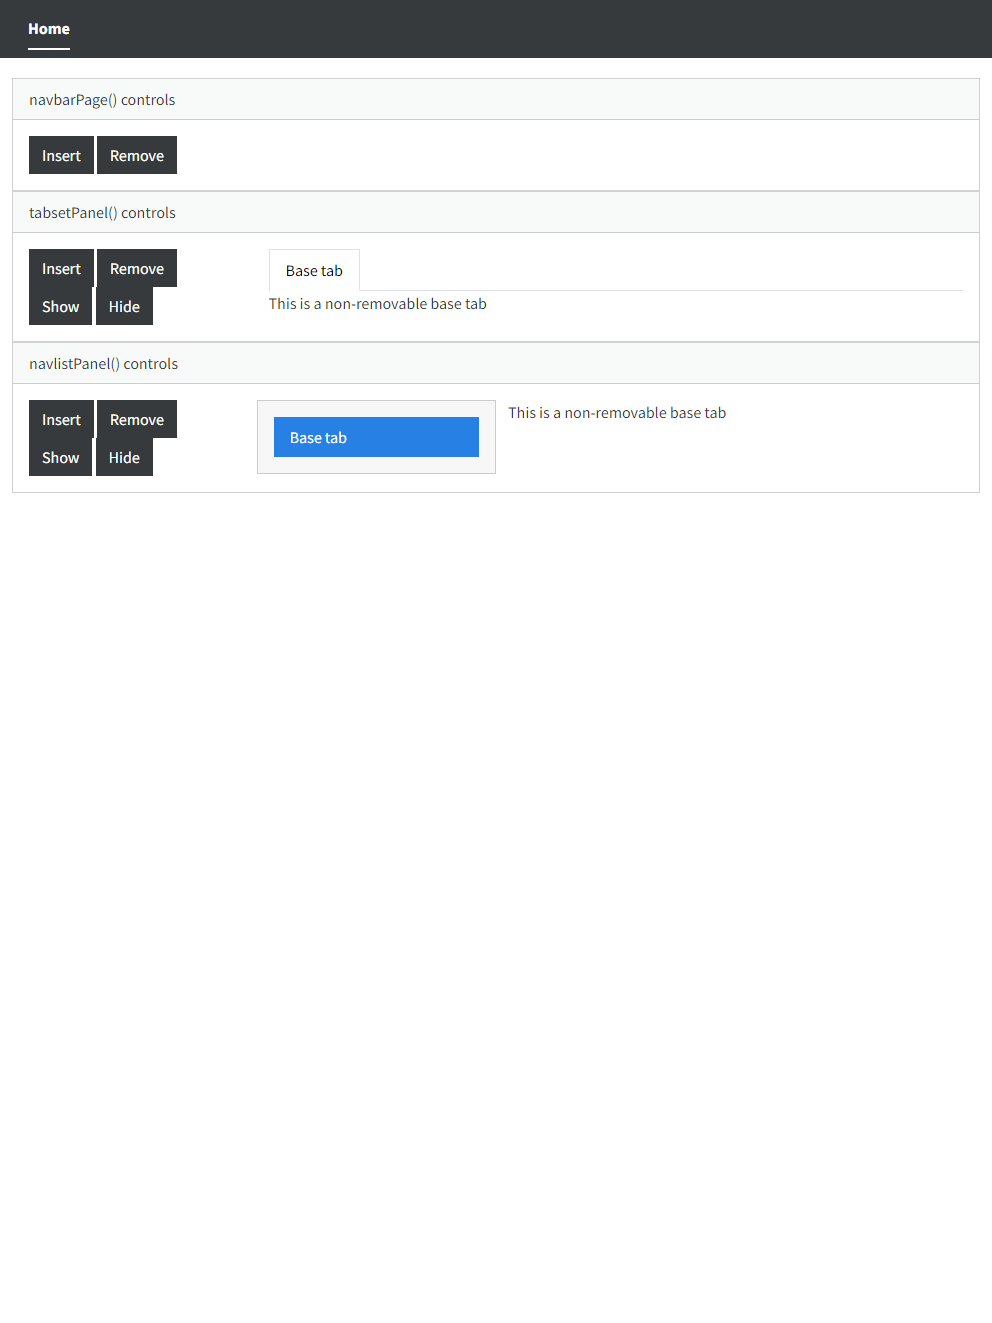 Home
navbarPage() controls
Insert Remove
tabsetPanel() controls
Insert Remove
Show Hide
Base tab
This is a non-removable base tab
navlistPanel() controls
Insert Remove
Show Hide
Base tab
This is a non-removable base tab